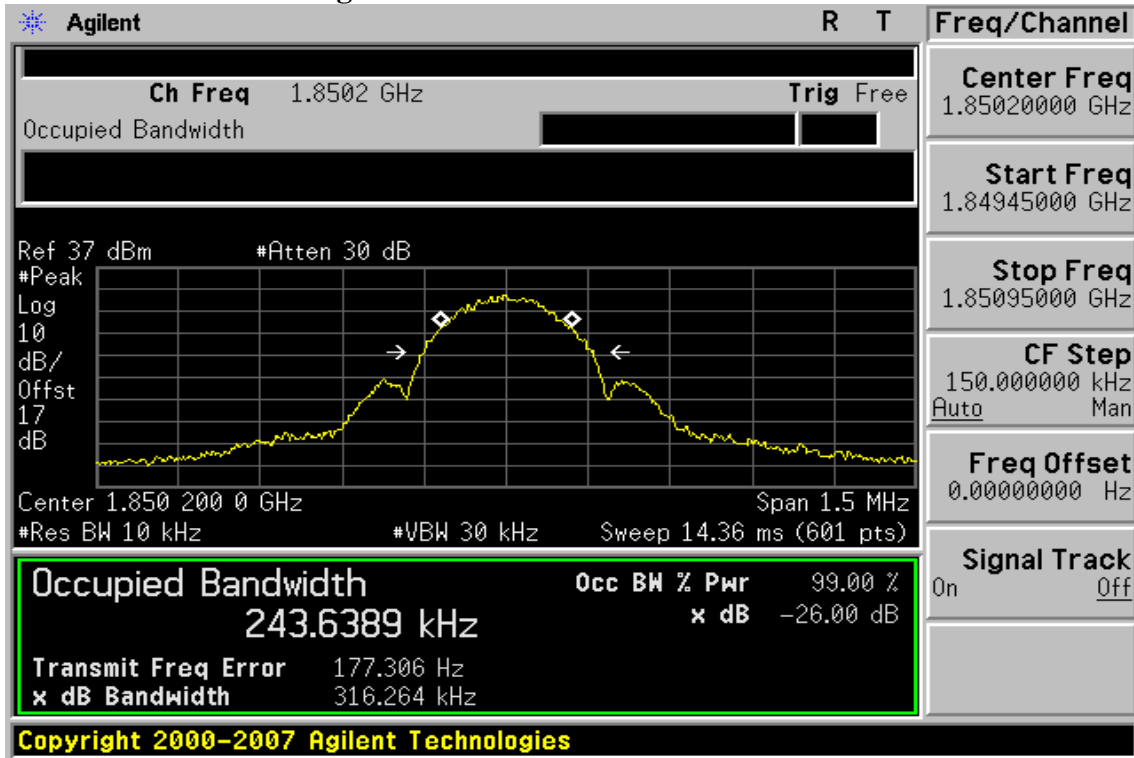 Agilent R T
Freq/Channel
Ch Freq 1.8502 GHz Trig Free
Occupied Bandwidth
Center Freq
1.85020000 GHz
Start Freq
1.84945000 GHz
Stop Freq
1.85095000 GHz
CF Step
150.000000 kHz
Auto Man
Freq Offset
0.00000000 Hz
Signal Track
On Off
Ref 37 dBm #Atten 30 dB
#Peak
Log
10
dB/
Offst
17
dB
Center 1.850 200 0 GHz Span 1.5 MHz
#Res BW 10 kHz #VBW 30 kHz Sweep 14.36 ms (601 pts)
Occupied Bandwidth Occ BW % Pwr 99.00 %
243.6389 kHz x dB -26.00 dB
Transmit Freq Error 177.306 Hz
x dB Bandwidth 316.264 kHz
Copyright 2000-2007 Agilent Technologies